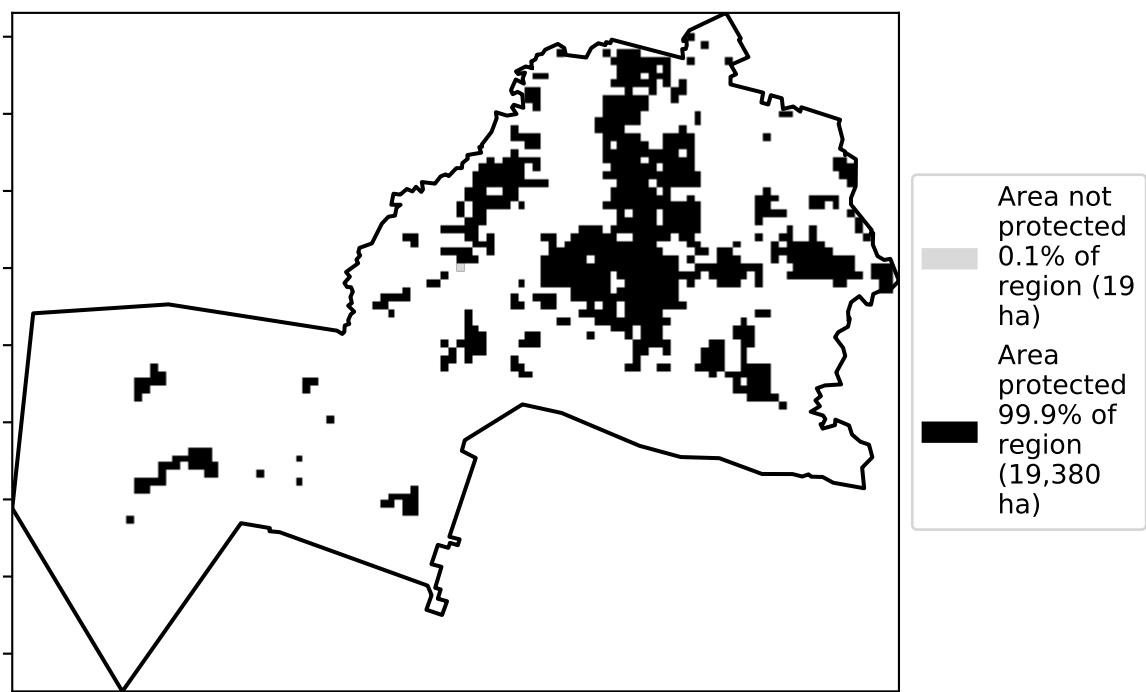 Area not
protected
0.1% of
region (19
ha)
Area
protected
99.9% of
region
(19,380
ha)